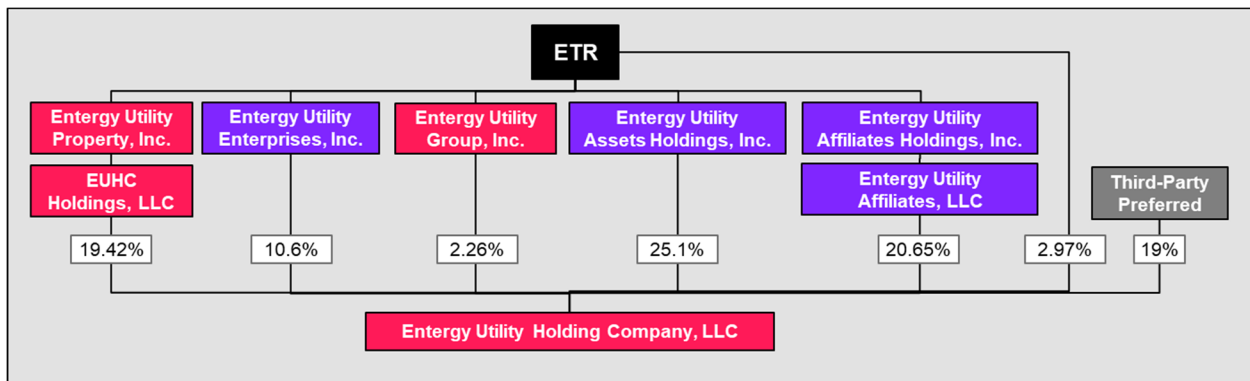 ETR
Entergy Utility
Property, Inc.
Entergy Utility
Enterprises, Inc.
Entergy Utility
Group, Inc.
Entergy Utility
Assets Holdings, Inc.
Entergy Utility
Affiliates Holdings, Inc.
EUHC
Holdings, LLC
Entergy Utility
Affiliates, LLC
Third-Party
Preferred
19.42%
10.6%
2.26%
25.1%
20.65%
2.97%
19%
Entergy Utility Holding Company, LLC